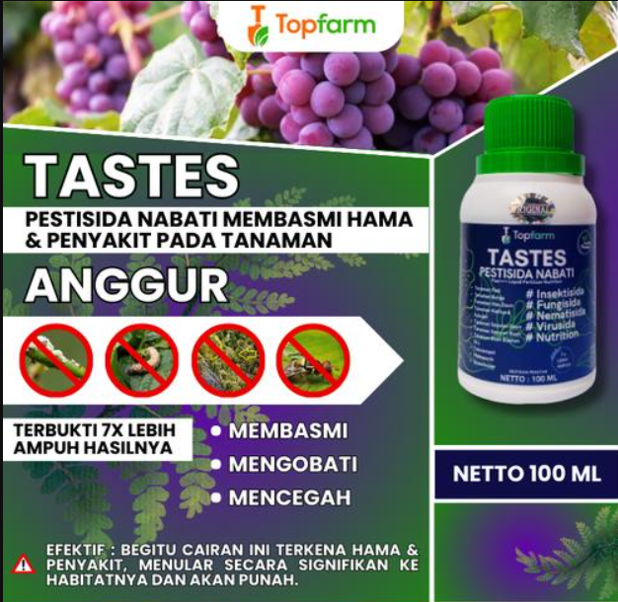 Topfarm
TASTES
PESTISIDA NABATI MEMBASMI HAMA
& PENYAKIT PADA TANAMAN
ANGGUR
TERBUKTI 7X LEBIH
AMPUH HASILNYA
• MEMBASMI
• MENGOBATI
• MENCEGAH
ORIGINAL
Topfarm
TASTES
PESTISIDA NABATI
# Insektisida
# Fungisida
# Nematisida
# Virusida
# Nutrition
NETTO : 100 ML
NETTO 100 ML
EFEKTIF : BEGITU CAIRAN INI TERKENA HAMA &
PENYAKIT, MENULAR SECARA SIGNIFIKAN KE
HABITATNYA DAN AKAN PUNAH.